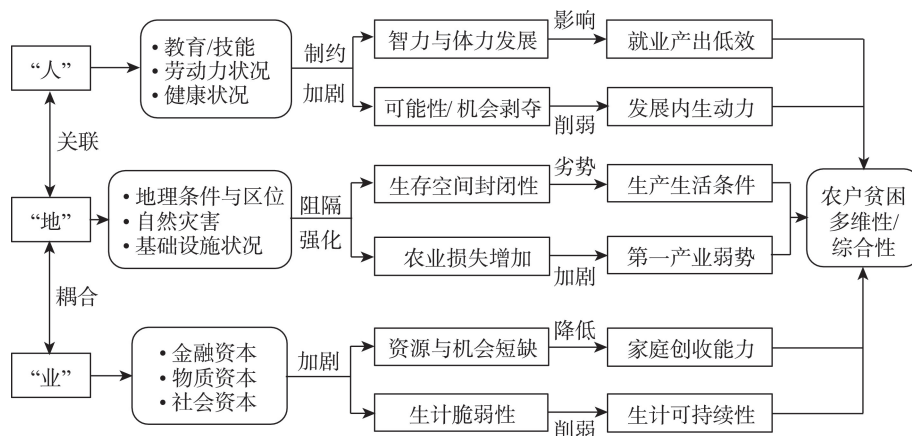 “人”
• 教育/技能
• 劳动力状况
• 健康状况
制约
加剧
智力与体力发展
影响
就业产出低效
可能性/ 机会剥夺
削弱
发展内生动力
关联
“地”
• 地理条件与区位
• 自然灾害
• 基础设施状况
阻隔
强化
生存空间封闭性
劣势
生产生活条件
农业损失增加
加剧
第一产业弱势
农户贫困
多维性/
综合性
耦合
“业”
• 金融资本
• 物质资本
• 社会资本
加剧
资源与机会短缺
降低
家庭创收能力
生计脆弱性
削弱
生计可持续性